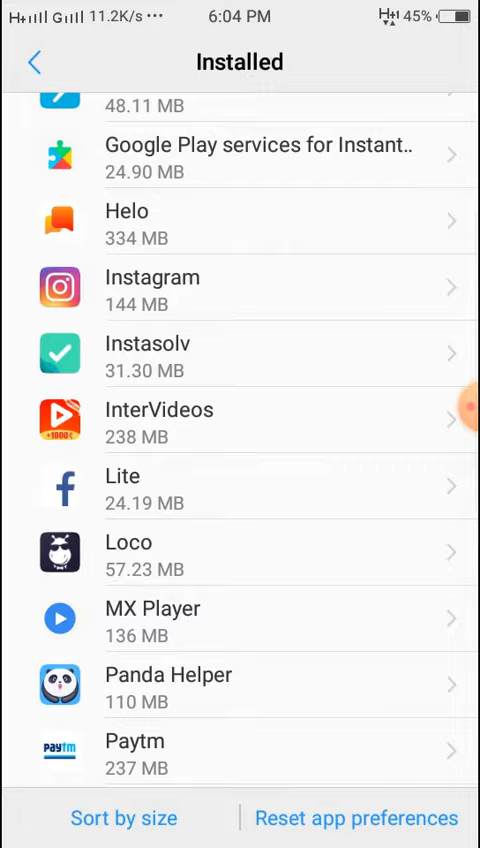 11.2K/s ··· 6:04 PM 45%
Installed
48.11 MB
Google Play services for Instant..
24.90 MB
Helo
334 MB
Instagram
144 MB
Instasolv
31.30 MB
InterVideos
238 MB
+1000
Lite
24.19 MB
Loco
57.23 MB
MX Player
136 MB
Panda Helper
110 MB
Paytm
paytm
237 MB
Sort by size
Reset app preferences